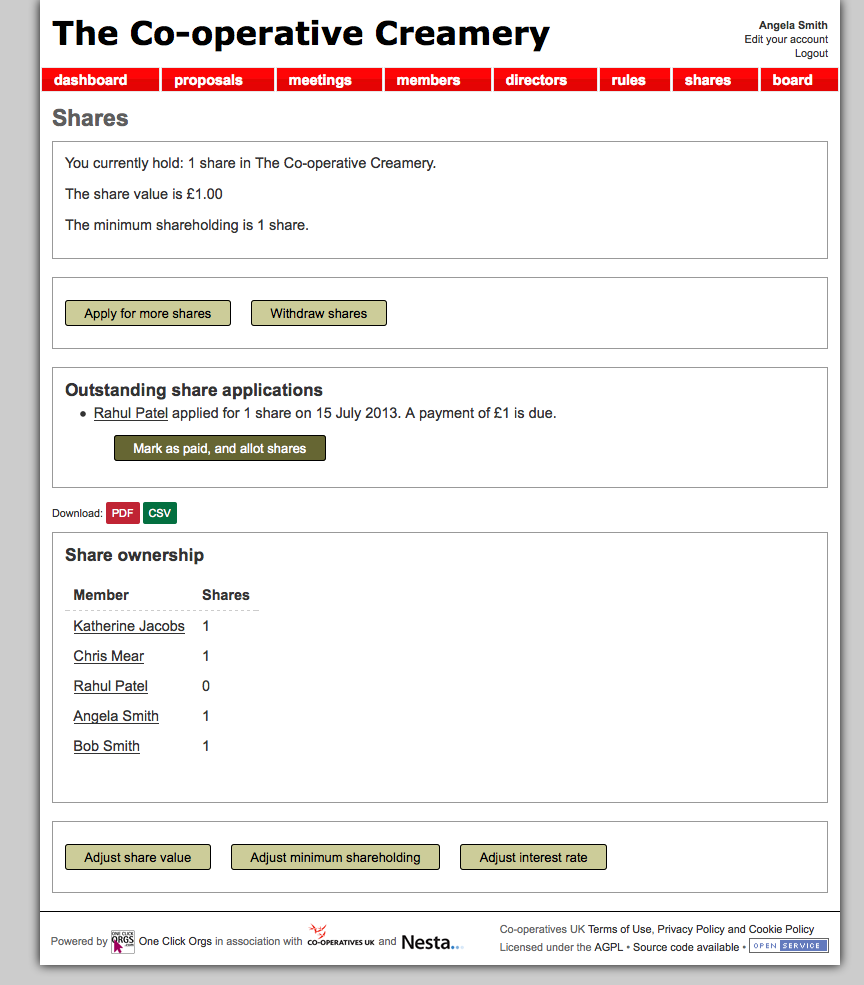 The Co-operative Creamery
Angela Smith
Edit your account
Logout
dashboard proposals meetings members directors rules shares board
Shares
You currently hold: 1 share in The Co-operative Creamery.
The share value is £1.00
The minimum shareholding is 1 share.
Apply for more shares Withdraw shares
Outstanding share applications
• Rahul Patel applied for 1 share on 15 July 2013. A payment of £1 is due.
Mark as paid, and allot shares
Download: PDF CSV
Share ownership
Member Shares
Katherine Jacobs 1
Chris Mear 1
Rahul Patel 0
Angela Smith 1
Bob Smith 1
Adjust share value Adjust minimum shareholding Adjust interest rate
Powered by ONE CLICK ORGS .com One Click Orgs in association with CO-OPERATIVES UK and Nesta...
Co-operatives UK Terms of Use, Privacy Policy and Cookie Policy
Licensed under the AGPL • Source code available • OPEN SERVICE